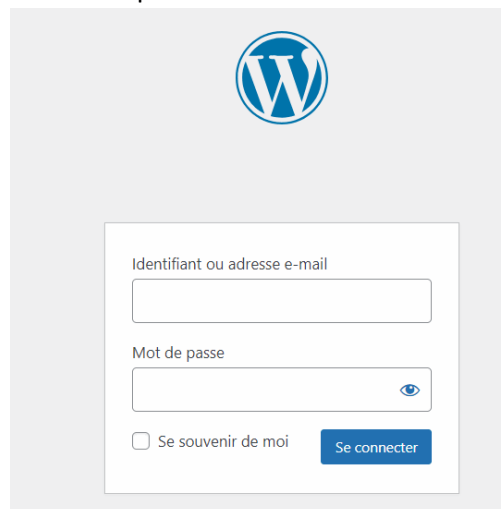 Identifiant ou adresse e-mail
Mot de passe
Se souvenir de moi
Se connecter